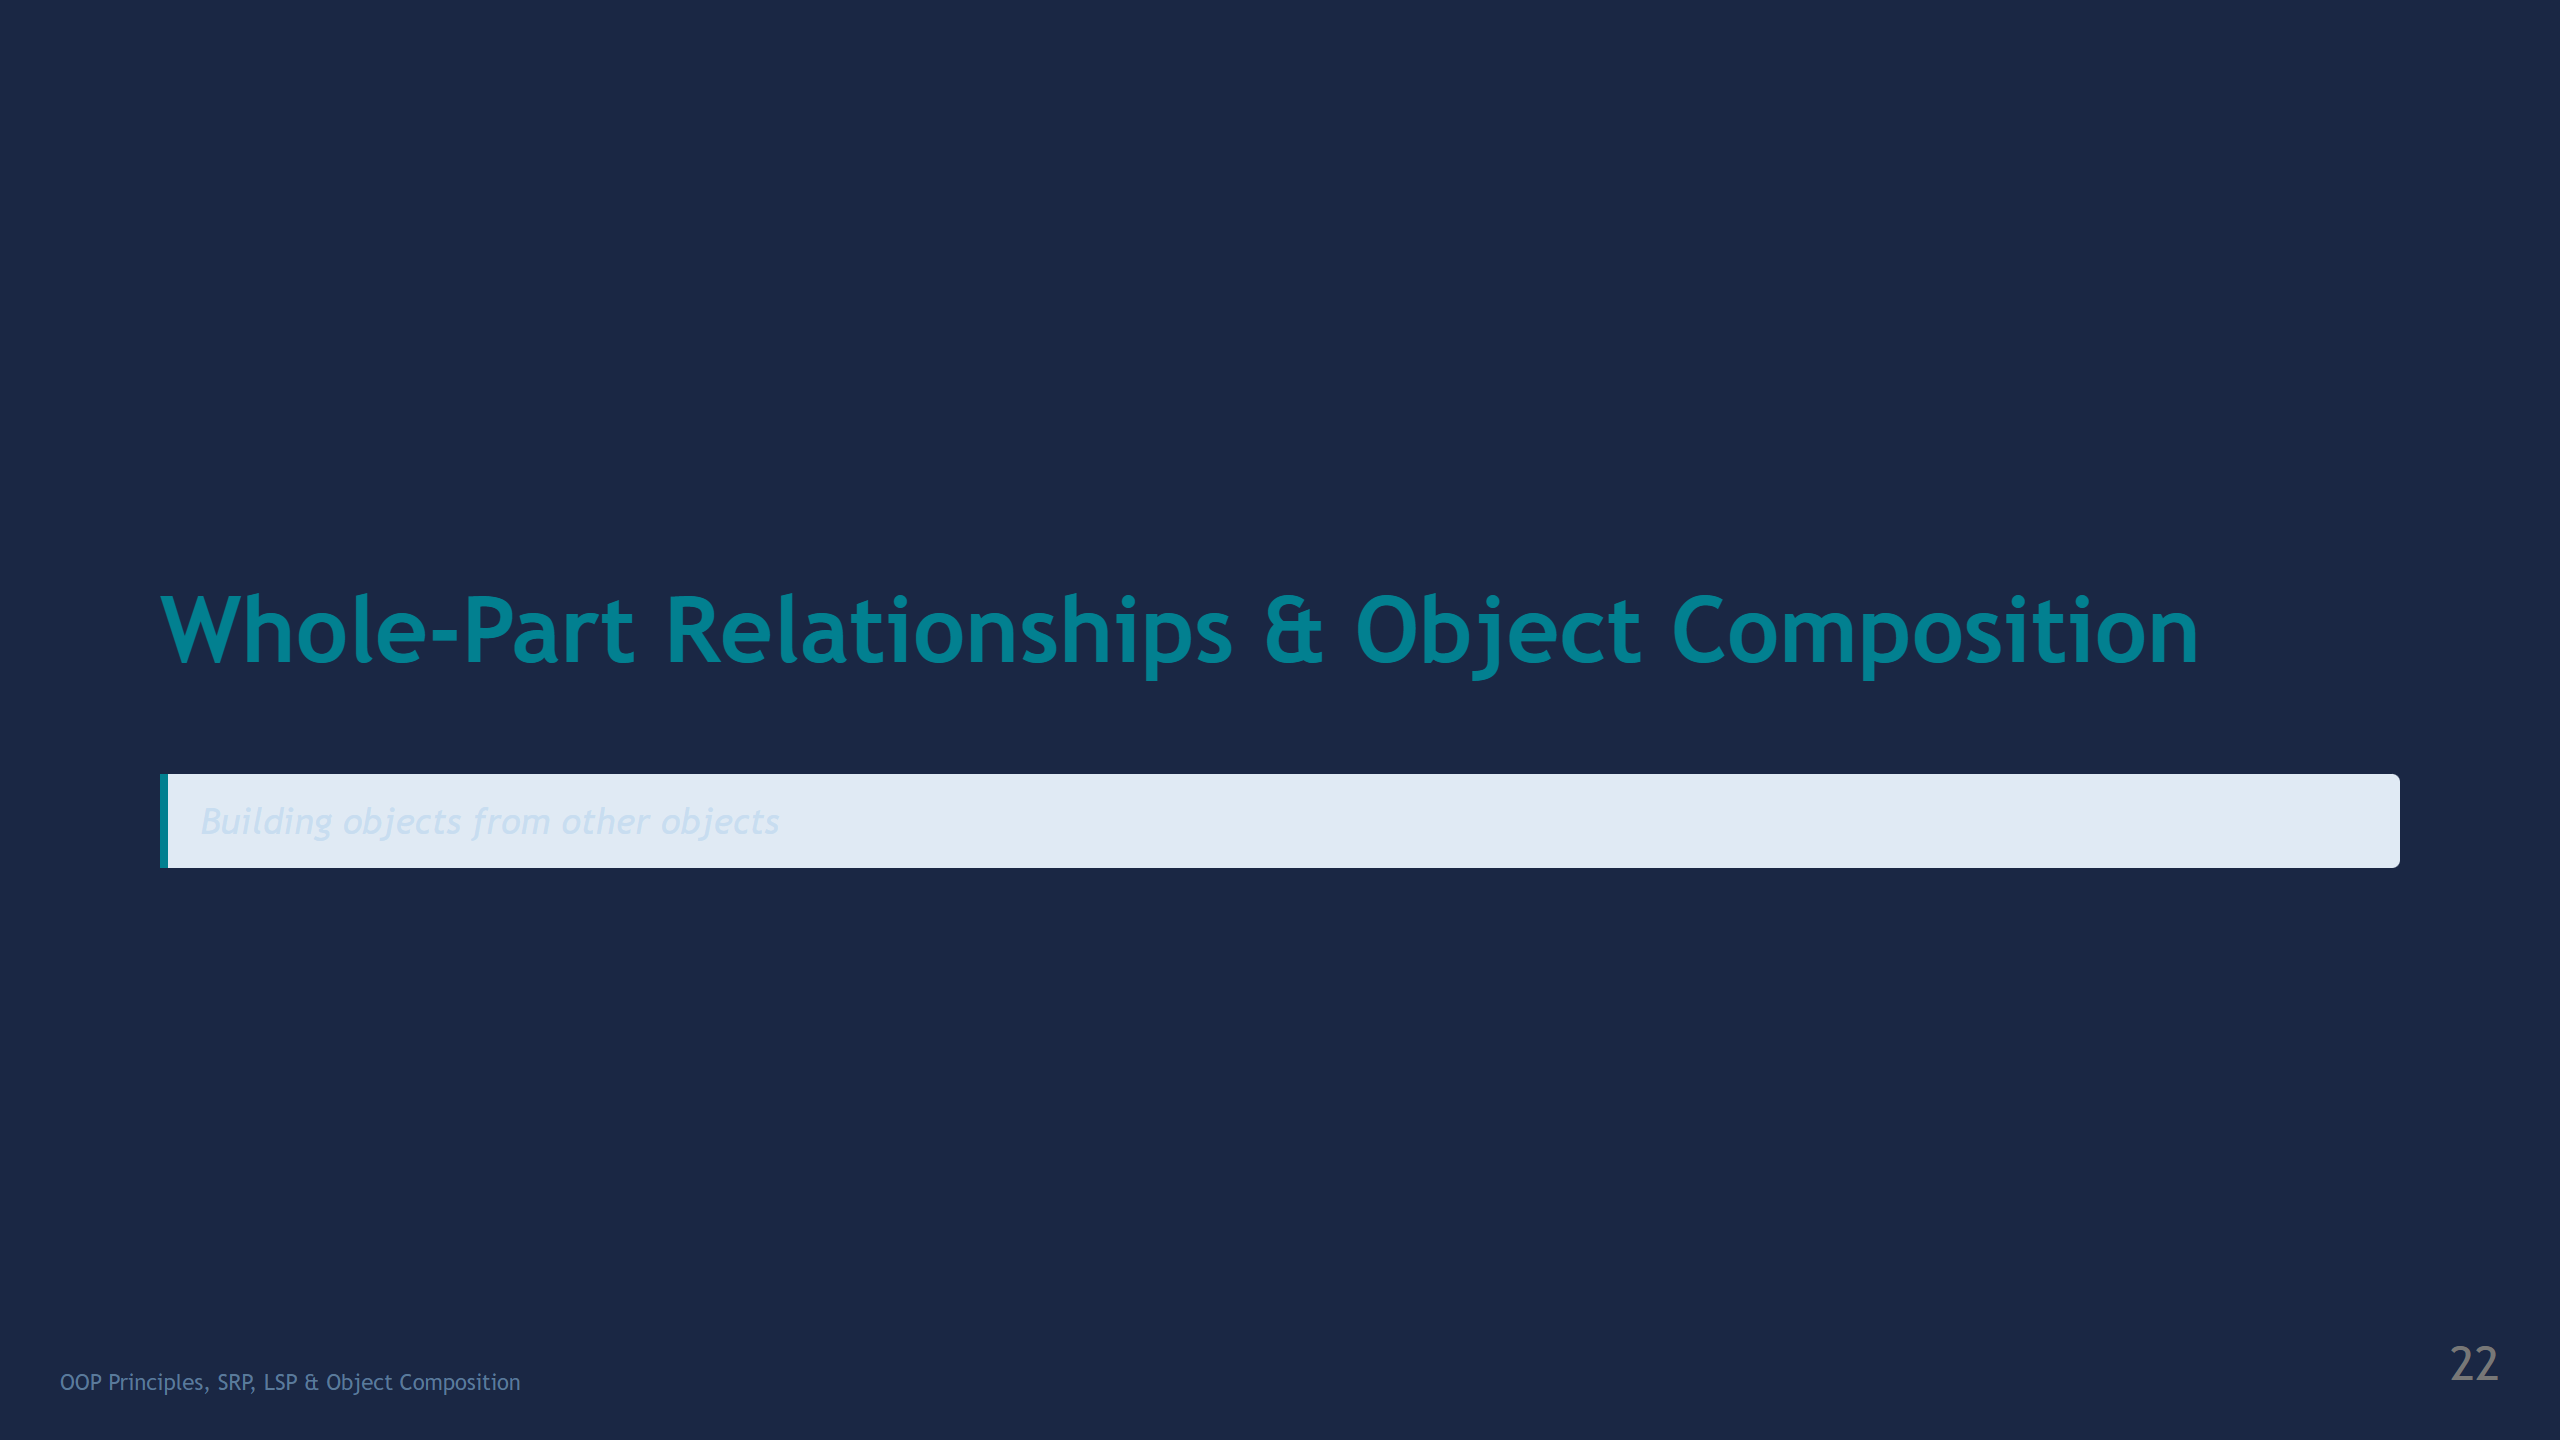 Whole-Part Relationships & Object Composition
Building objects from other objects
OOP Principles, SRP, LSP & Object Composition
22